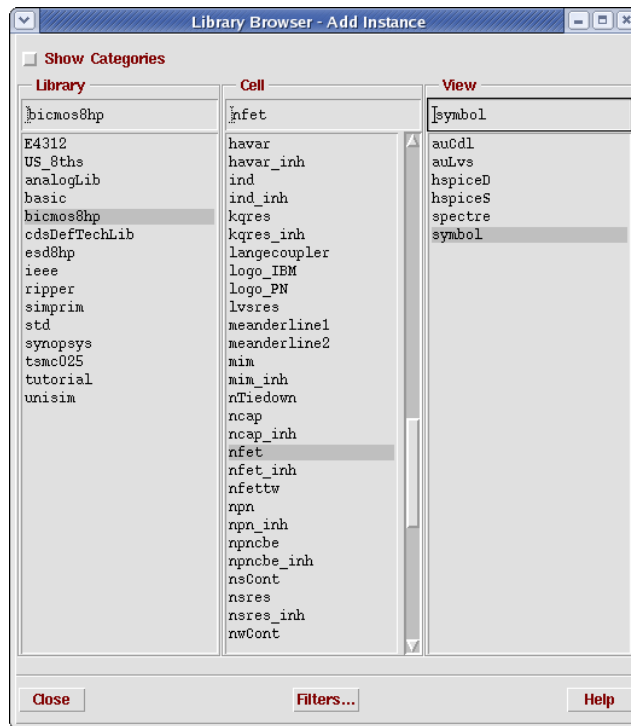 Library Browser - Add Instance
Show Categories
Library
bicmos8hp
E4312
US_8ths
analogLib
basic
bicmos8hp
cdsDefTechLib
esd8hp
ieee
ripper
simprim
std
synopsys
tsmc025
tutorial
unisim
Cell
nfet
havar
havar_inh
ind
ind_inh
kqres
kqres_inh
langecoupler
logo_IBM
logo_PN
lvsres
meanderline1
meanderline2
mim
mim_inh
nTiedown
ncap
ncap_inh
nfet
nfet_inh
nfettw
npn
npn_inh
npncbe
npncbe_inh
nsCont
nsres
nsres_inh
nwCont
View
symbol
auCdl
auLvs
hspiceD
hspiceS
spectre
symbol
Close
Filters...
Help